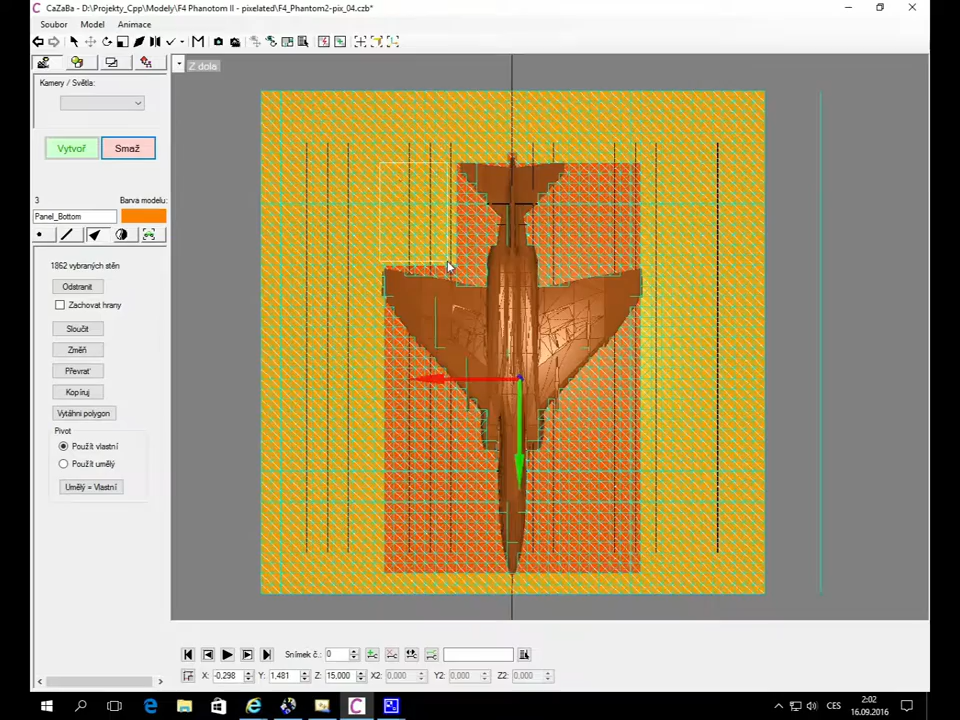 CaZaBa - D:\Projekty_Cpp\Modely\F4 Phanotom II - pixelated\F4_Phantom2-pix_04.czb*
Soubor Model Animace
Z dola
Kamery / Světla:
Vytvoř Smaž
3 Barva modelu:
Panel_Bottom
1862 vybraných stěn
Odstranit
Zachovat hrany
Sloučit
Změň
Převrať
Kopíruj
Vytáhni polygon
Pivot
Použít vlastní
Použít umělý
Umělý = Vlastní
Snímek č.: 0
X: -0.298 Y: 1,481 Z: 15.000 X2: 0,000 Y2: 0,000 Z2: 0,000
2:02
CES
16.09.2016